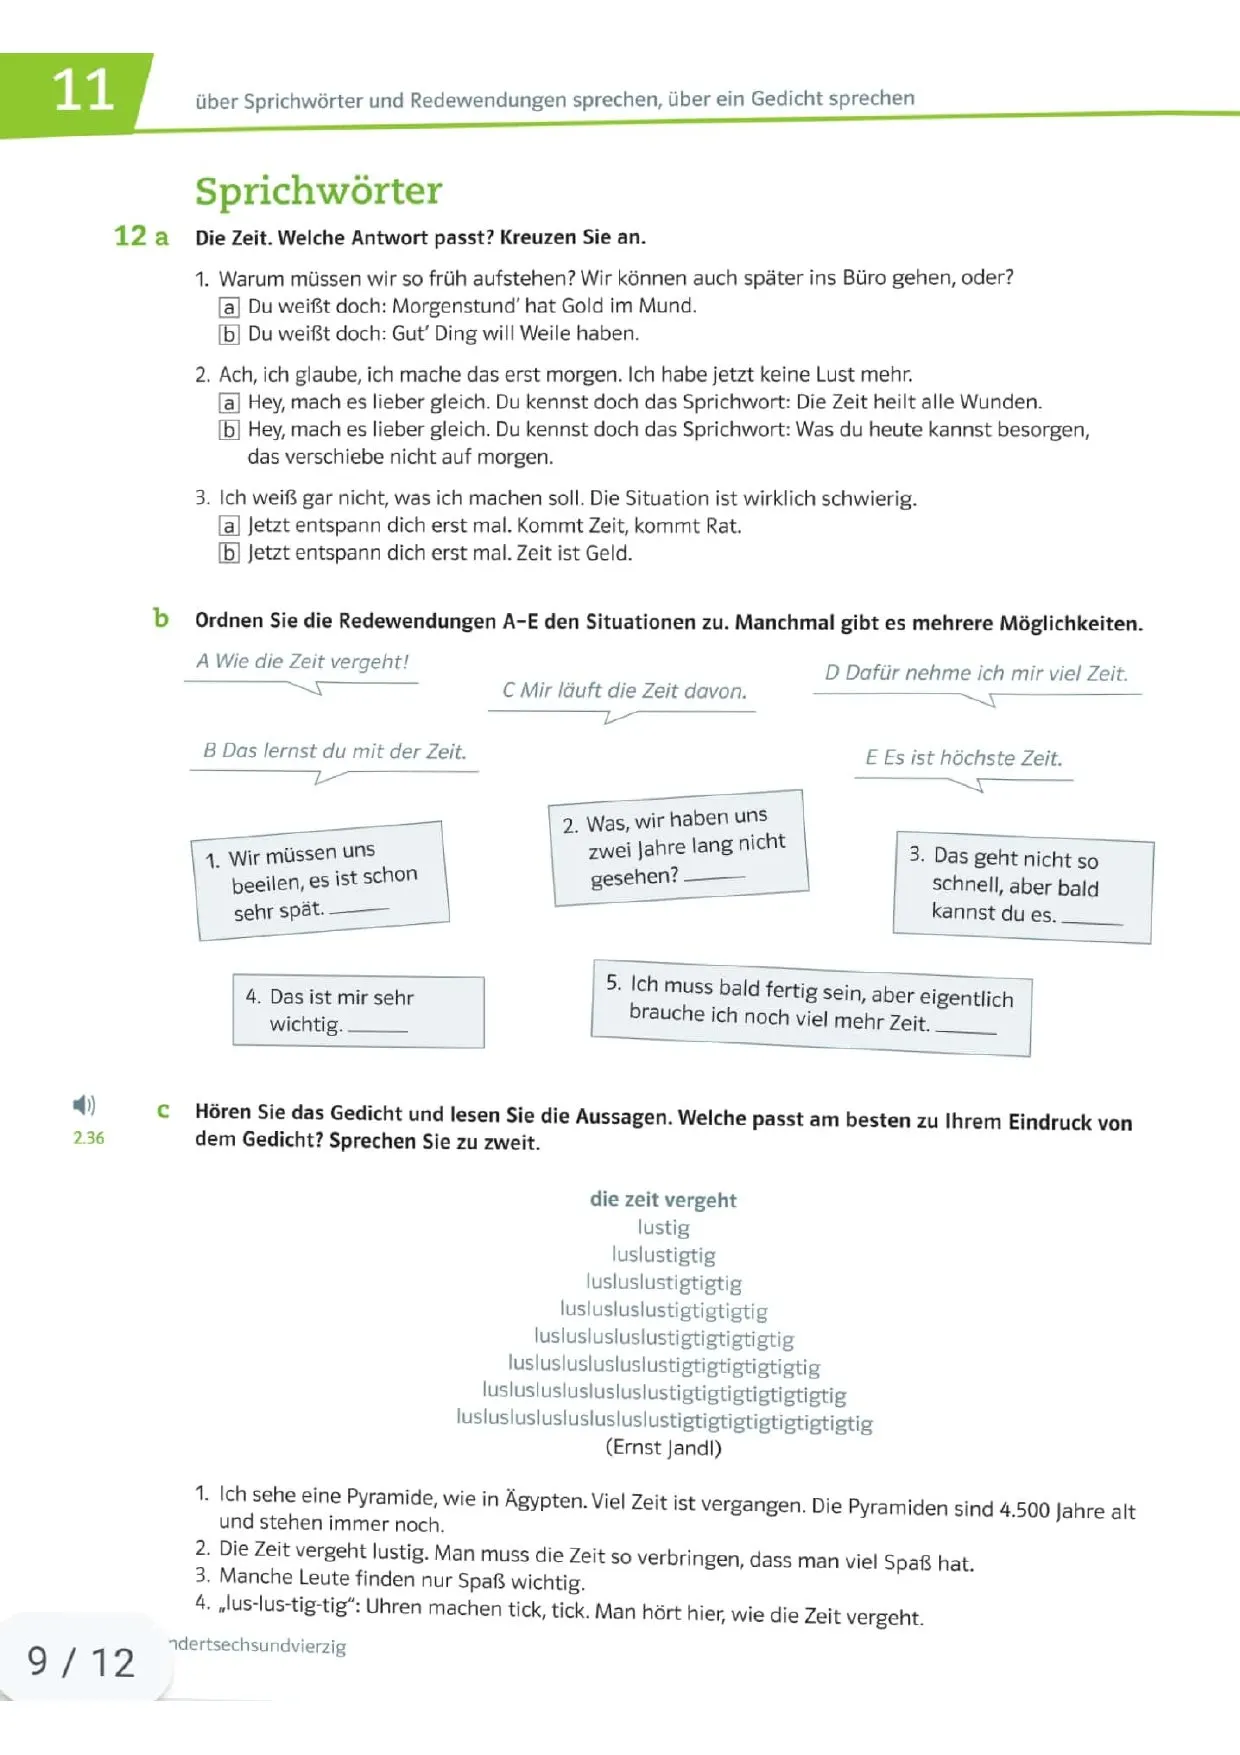 11
über Sprichwörter und Redewendungen sprechen, über ein Gedicht sprechen
Sprichwörter
12 a Die Zeit. Welche Antwort passt? Kreuzen Sie an.
1. Warum müssen wir so früh aufstehen? Wir können auch später ins Büro gehen, oder?
a Du weißt doch: Morgenstund’ hat Gold im Mund.
b Du weißt doch: Gut’ Ding will Weile haben.
2. Ach, ich glaube, ich mache das erst morgen. Ich habe jetzt keine Lust mehr.
a Hey, mach es lieber gleich. Du kennst doch das Sprichwort: Die Zeit heilt alle Wunden.
b Hey, mach es lieber gleich. Du kennst doch das Sprichwort: Was du heute kannst besorgen,
das verschiebe nicht auf morgen.
3. Ich weiß gar nicht, was ich machen soll. Die Situation ist wirklich schwierig.
a Jetzt entspann dich erst mal. Kommt Zeit, kommt Rat.
b Jetzt entspann dich erst mal. Zeit ist Geld.
b Ordnen Sie die Redewendungen A–E den Situationen zu. Manchmal gibt es mehrere Möglichkeiten.
A Wie die Zeit vergeht!
C Mir läuft die Zeit davon.
D Dafür nehme ich mir viel Zeit.
B Das lernst du mit der Zeit.
E Es ist höchste Zeit.
1. Wir müssen uns
beeilen, es ist schon
sehr spät. ______
2. Was, wir haben uns
zwei Jahre lang nicht
gesehen? ______
3. Das geht nicht so
schnell, aber bald
kannst du es. ______
4. Das ist mir sehr
wichtig. ______
5. Ich muss bald fertig sein, aber eigentlich
brauche ich noch viel mehr Zeit. ______
2.36
c Hören Sie das Gedicht und lesen Sie die Aussagen. Welche passt am besten zu Ihrem Eindruck von
dem Gedicht? Sprechen Sie zu zweit.
die zeit vergeht
lustig
luslustigtig
lusluslustigtigtig
luslusluslustigtigtigtig
lusluslusluslustigtigtigtigtig
luslusluslusluslustigtigtigtigtigtig
lusluslusluslusluslustigtigtigtigtigtigtig
luslusluslusluslusluslustigtigtigtigtigtigtigtig
(Ernst Jandl)
1. Ich sehe eine Pyramide, wie in Ägypten. Viel Zeit ist vergangen. Die Pyramiden sind 4.500 Jahre alt
und stehen immer noch.
2. Die Zeit vergeht lustig. Man muss die Zeit so verbringen, dass man viel Spaß hat.
3. Manche Leute finden nur Spaß wichtig.
4. „lus-lus-tig-tig“: Uhren machen tick, tick. Man hört hier, wie die Zeit vergeht.
ndertsechsundvierzig
9 / 12